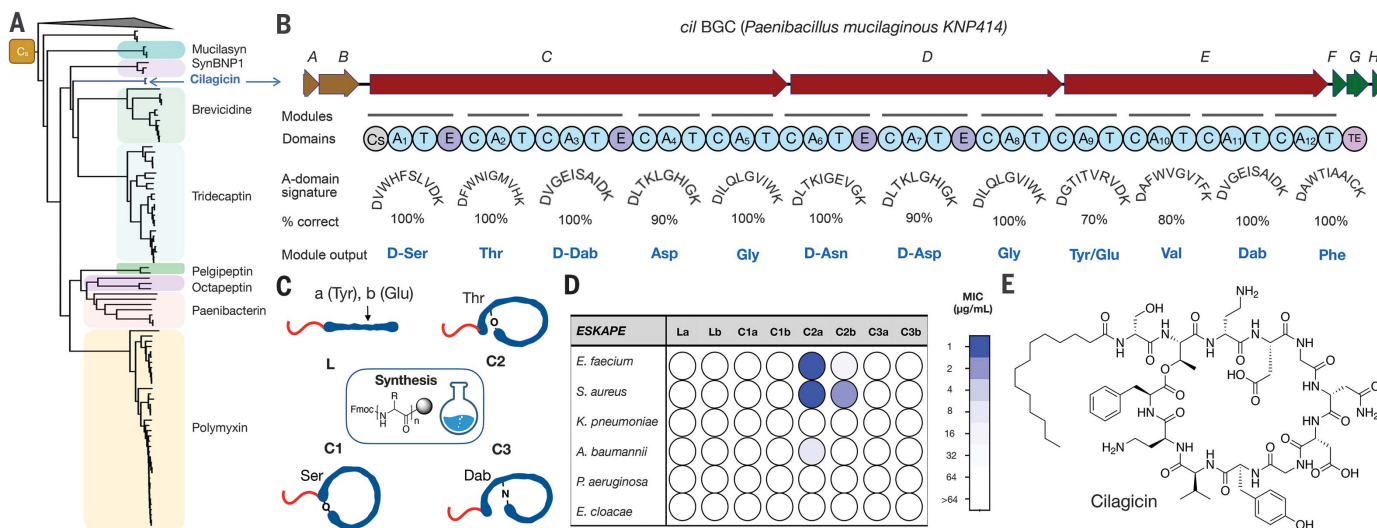 A
Cs
Mucilasyn
SynBNP1
Cilagicin
Brevicidine
Tridecaptin
Pelgipeptin
Octapeptin
Paenibacterin
Polymyxin
B
cil BGC (Paenibacillus mucilaginous KNP414)
A B C D E F G H
Modules
Domains
Cs A1 T E C A2 T C A3 T E C A4 T C A5 T C A6 T E C A7 T E C A8 T C A9 T C A10 T C A11 T C A12 T TE
A-domain
signature
DVWHFSLVDK DFWNIGMVHK DVGEISAIDK DLTKLGHIGK DILQLGVIWK DLTKIGEVGK DLTKLGHIGK DILQLGVIWK DGTITVRVDK DAFWVGVTFK DVGEISAIDK DAWTIAAICK
% correct
100% 100% 100% 90% 100% 100% 90% 100% 70% 80% 100% 100%
Module output
D-Ser Thr D-Dab Asp Gly D-Asn D-Asp Gly Tyr/Glu Val Dab Phe
C
a (Tyr), b (Glu)
L
Thr
O
C2
Synthesis
Fmoc
N
H
R
O
n
C1
Ser
O
C3
Dab
N
D
ESKAPE La Lb C1a C1b C2a C2b C3a C3b
E. faecium
S. aureus
K. pneumoniae
A. baumannii
P. aeruginosa
E. cloacae
MIC
(µg/mL)
1
2
4
8
16
32
64
>64
E
NH2
OH
O
O
O
O
N
H
HO
O
NH2
H2N
OH
OH
Cilagicin